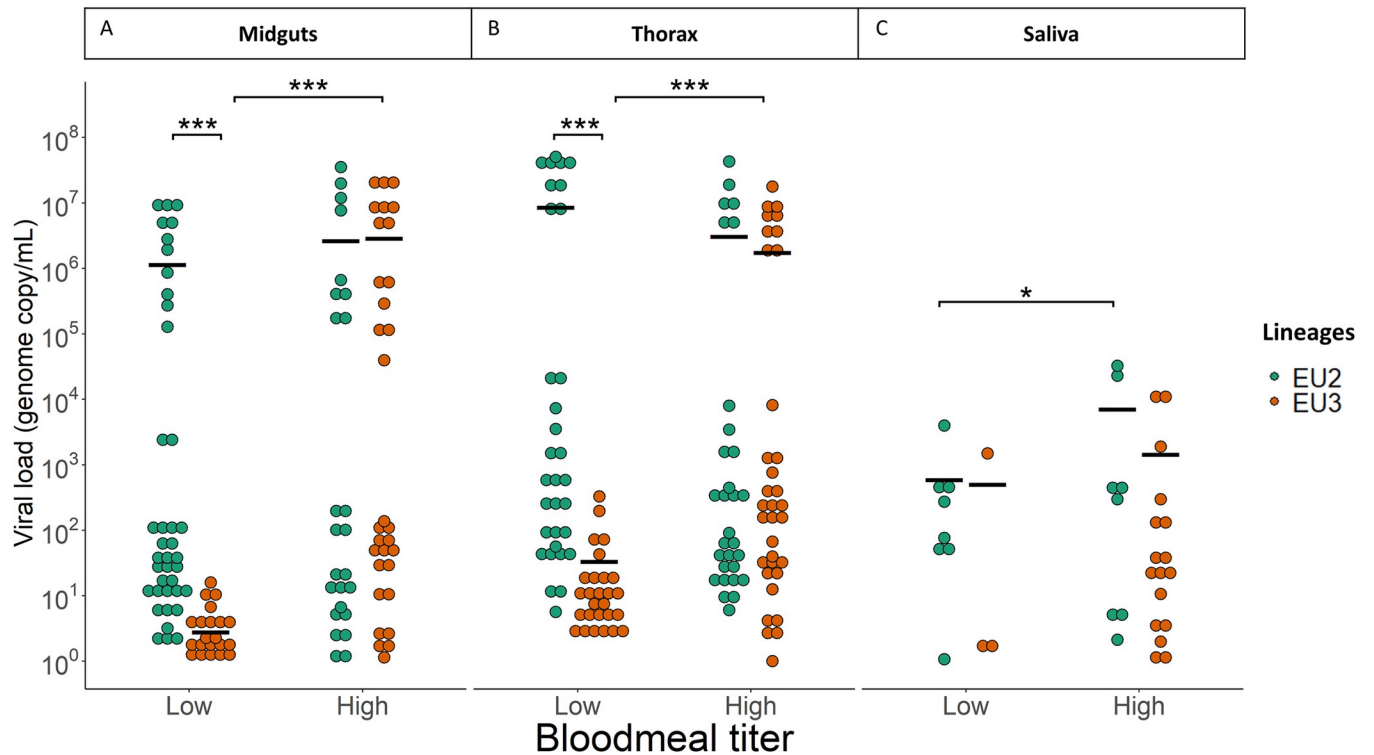 A Midguts B Thorax C Saliva
*** *** *** *** *
Viral load (genome copy/mL)
10⁸
10⁷
10⁶
10⁵
10⁴
10³
10²
10¹
10⁰
Lineages
EU2
EU3
Low High Low High Low High
Bloodmeal titer